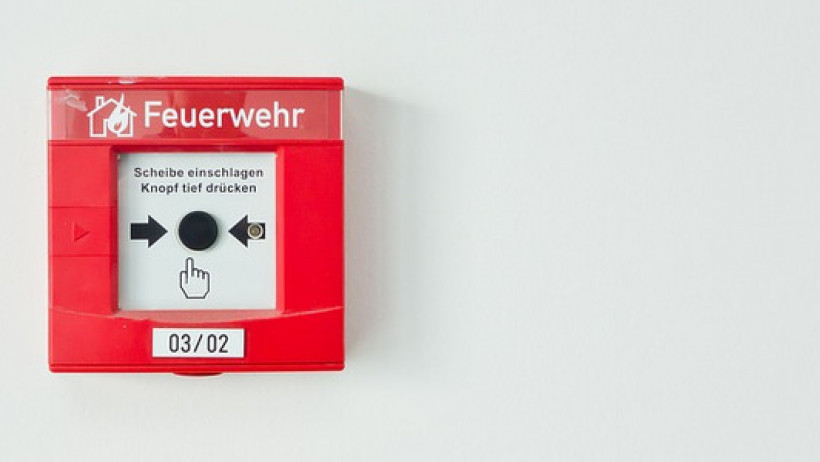 Feuerwehr
Scheibe einschlagen
Knopf tief drücken
03/02